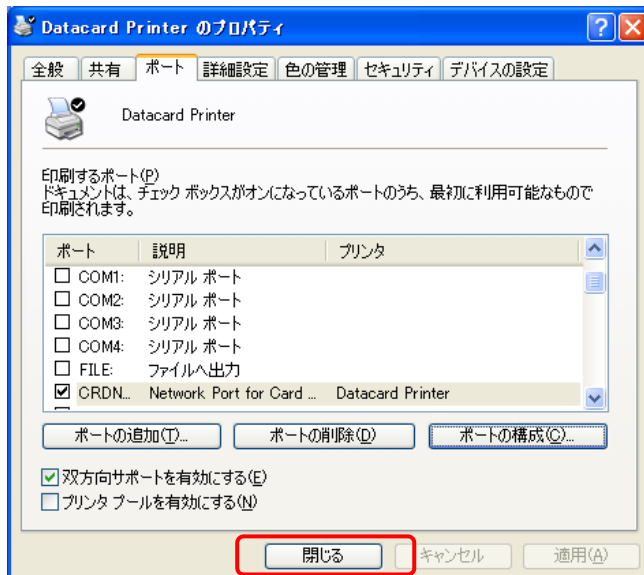 Datacard Printer のプロパティ
全般 共有 ポート 詳細設定 色の管理 セキュリティ デバイスの設定
Datacard Printer
印刷するポート(P)
ドキュメントは、チェック ボックスがオンになっているポートのうち、最初に利用可能なもので
印刷されます。
ポート 説明 プリンタ
COM1: シリアル ポート
COM2: シリアル ポート
COM3: シリアル ポート
COM4: シリアル ポート
FILE: ファイルへ出力
CRDN... Network Port for Card ... Datacard Printer
ポートの追加(T)... ポートの削除(D) ポートの構成(C)...
双方向サポートを有効にする(E)
プリンタ プールを有効にする(N)
閉じる キャンセル 適用(A)